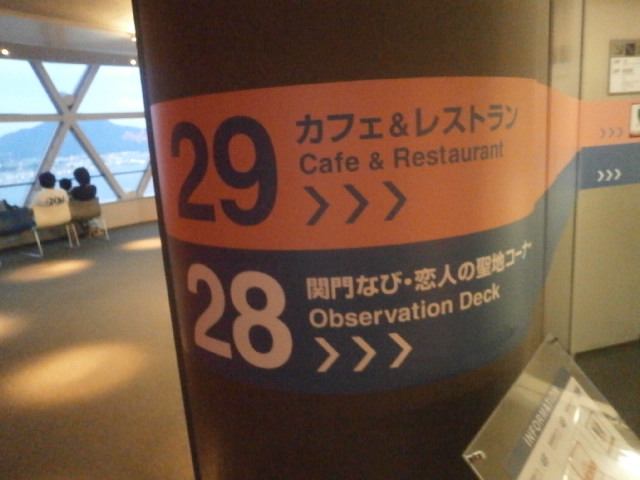 29
カフェ&レストラン
Cafe & Restaurant
28
関門なび・恋人の聖地コーナー
Observation Deck
INFORMATION